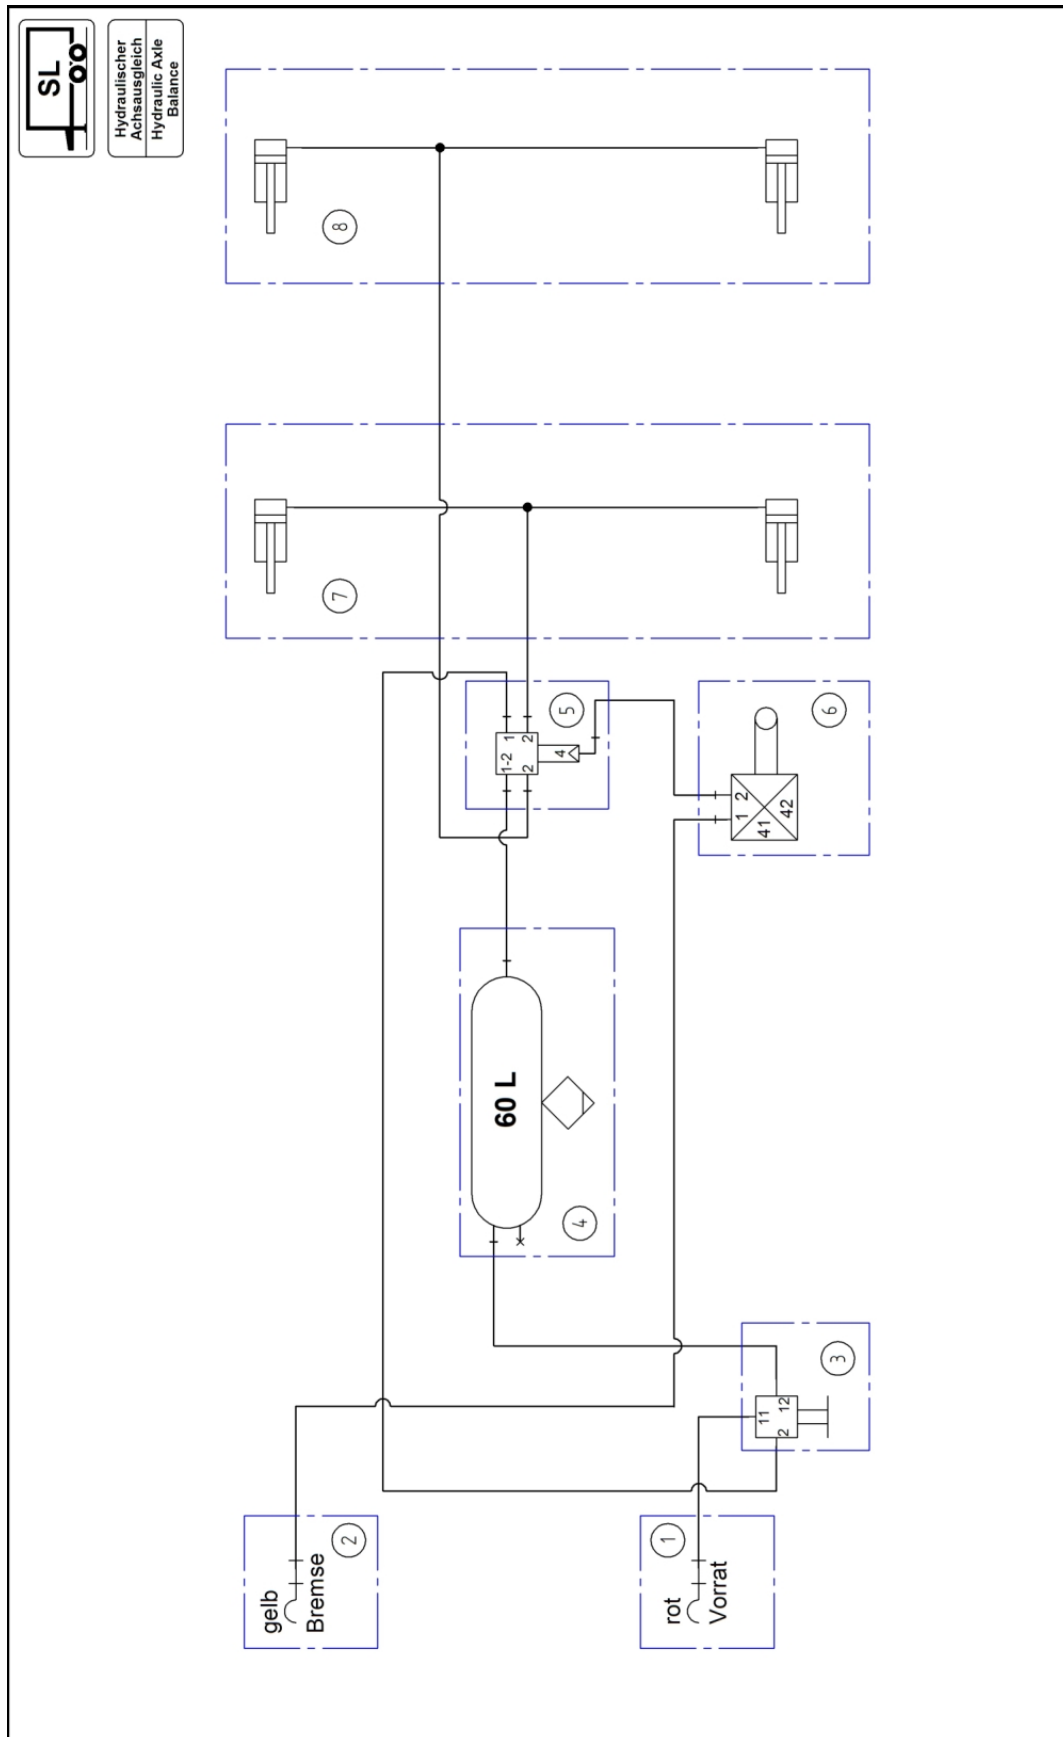 SL
Hydraulischer
Achsausgleich
Hydraulic Axle
Balance
8
7
5
1-2
1
2
2
4
6
1
2
41
42
60 L
4
3
11
12
2
gelb
Bremse
2
rot
Vorrat
1